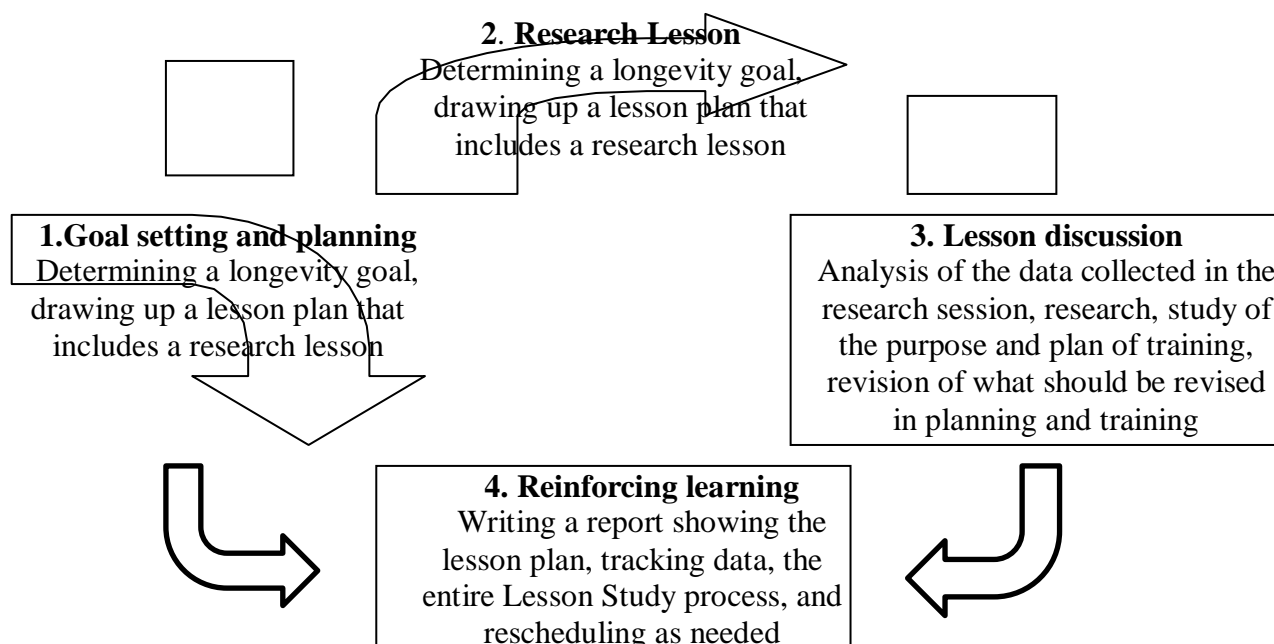 2. Research Lesson
Determining a longevity goal,
drawing up a lesson plan that
includes a research lesson
1.Goal setting and planning
Determining a longevity goal,
drawing up a lesson plan that
includes a research lesson
3. Lesson discussion
Analysis of the data collected in the
research session, research, study of
the purpose and plan of training,
revision of what should be revised
in planning and training
4. Reinforcing learning
Writing a report showing the
lesson plan, tracking data, the
entire Lesson Study process, and
rescheduling as needed